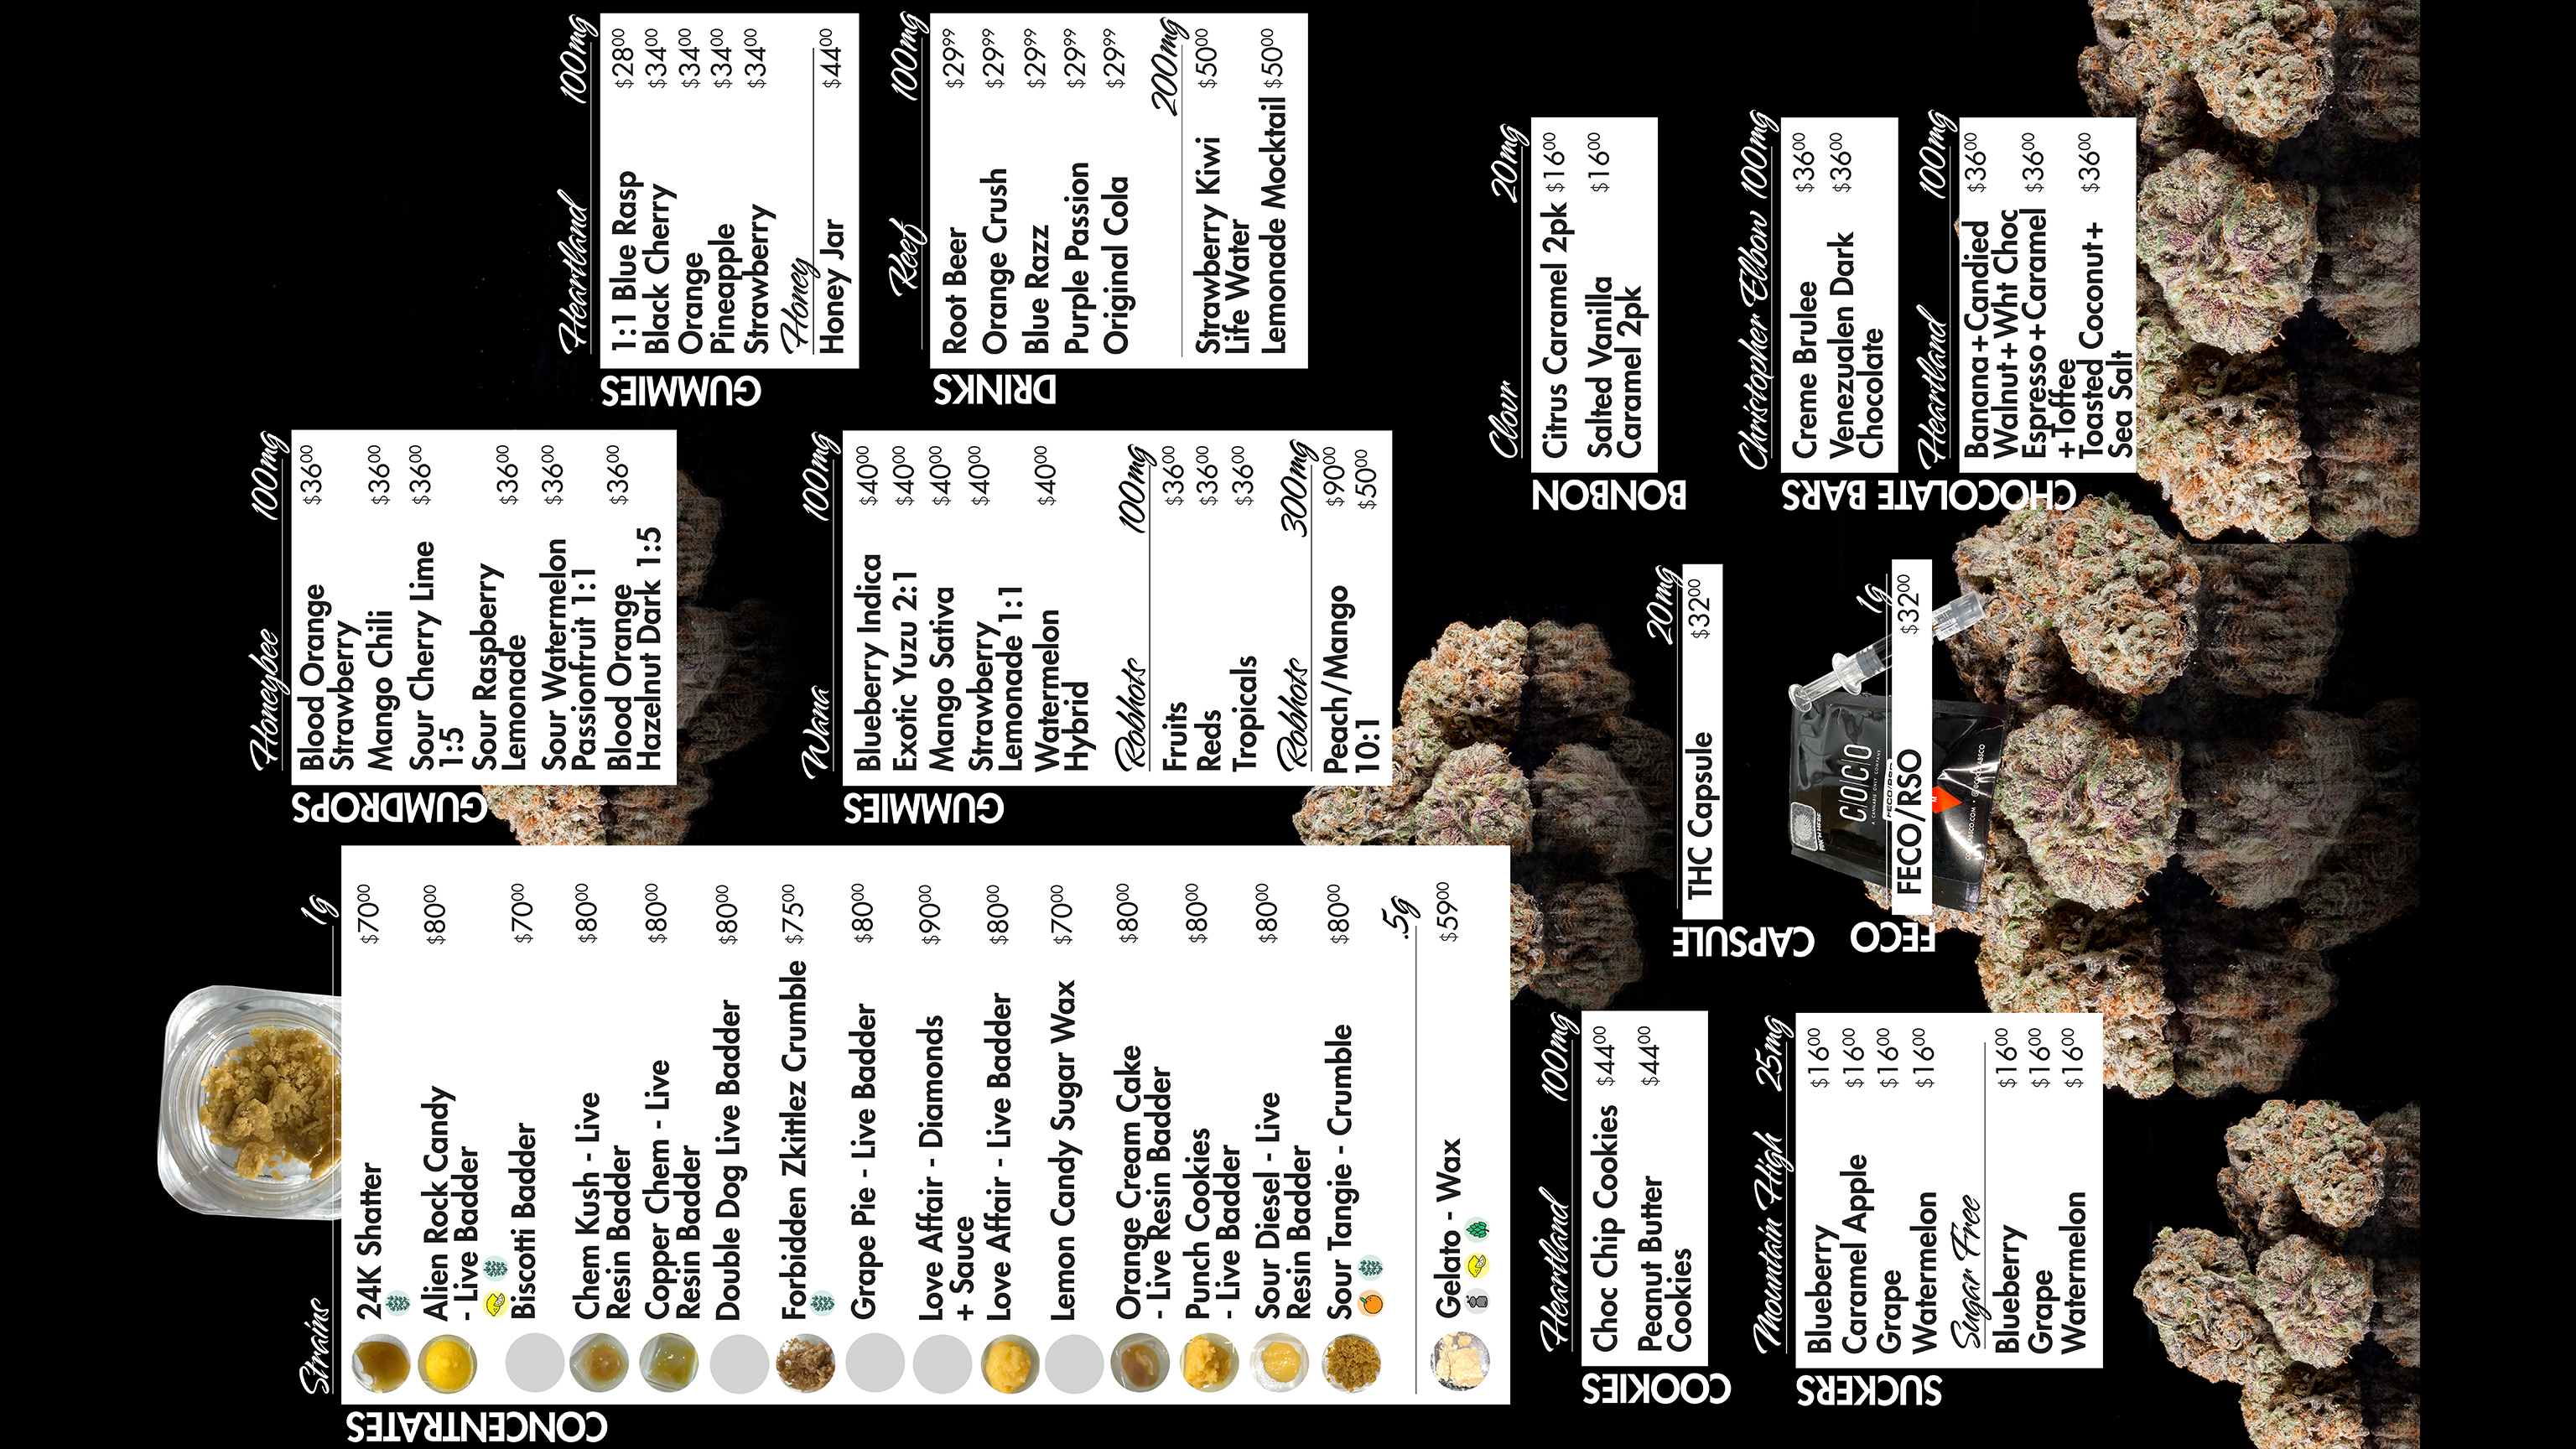 CONCENTRATES
Strains 1g
24K Shatter $70.00
Alien Rock Candy $80.00
- Live Badder
Biscotti Badder $70.00
Chem Kush - Live $80.00
Resin Badder
Copper Chem - Live $80.00
Resin Badder
Double Dog Live Badder $80.00
Forbidden Zkittlez Crumble $75.00
Grape Pie - Live Badder $80.00
Love Affair - Diamonds $90.00
+ Sauce
Love Affair - Live Badder $80.00
Lemon Candy Sugar Wax $70.00
Orange Cream Cake $80.00
- Live Resin Badder
Punch Cookies $80.00
- Live Badder
Sour Diesel - Live $80.00
Resin Badder
Sour Tangie - Crumble $80.00
.5g
Gelato - Wax $59.00
GUMDROPS
Honeybee 100mg
Blood Orange $36.00
Strawberry
Mango Chili $36.00
Sour Cherry Lime $36.00
1:5
Sour Raspberry $36.00
Lemonade
Sour Watermelon $36.00
Passionfruit 1:1
Blood Orange $36.00
Hazelnut Dark 1:5
GUMMIES
Wana 100mg
Blueberry Indica $40.00
Exotic Yuzu 2:1 $40.00
Mango Sativa $40.00
Strawberry $40.00
Lemonade 1:1
Watermelon $40.00
Hybrid
Robhots 100mg
Fruits $36.00
Reds $36.00
Tropicals $36.00
Robhots 300mg
Peach/Mango $90.00
10:1 $50.00
GUMMIES
Heartland 100mg
1:1 Blue Rasp $28.00
Black Cherry $34.00
Orange $34.00
Pineapple $34.00
Strawberry $34.00
Honey
Honey Jar $44.00
DRINKS
Keef 100mg
Root Beer $29.99
Orange Crush $29.99
Blue Razz $29.99
Purple Passion $29.99
Original Cola $29.99
200mg
Strawberry Kiwi $50.00
Life Water
Lemonade Mocktail $50.00
COOKIES
Heartland 100mg
Choc Chip Cookies $44.00
Peanut Butter $44.00
Cookies
SUCKERS
Mountain High 25mg
Blueberry $16.00
Caramel Apple $16.00
Grape $16.00
Watermelon $16.00
Sugar Free
Blueberry $16.00
Grape $16.00
Watermelon $16.00
CAPSULE
20mg
THC Capsule $32.00
FECO
1g
FECO/RSO $32.00
COCO
BONBON
Clovr 20mg
Citrus Caramel 2pk $16.00
Salted Vanilla $16.00
Caramel 2pk
CHOCOLATE BARS
Christopher Elbow 100mg
Creme Brulee $36.00
Venezualen Dark $36.00
Chocolate
Heartland 100mg
Banana+Candied $36.00
Walnut+Wht Choc
Espresso+Caramel $36.00
+Toffee
Toasted Coconut+ $36.00
Sea Salt